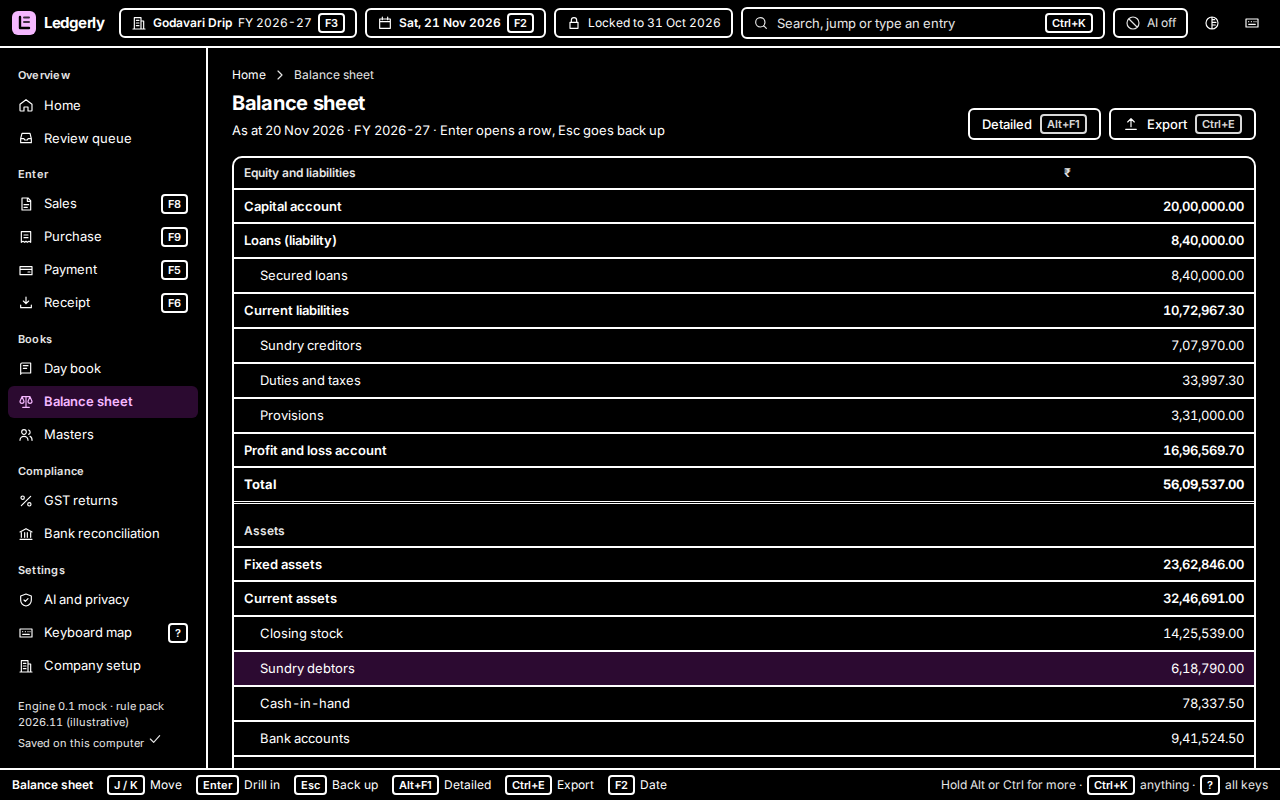 Ledgerly
Godavari Drip FY 2026-27 F3
Sat, 21 Nov 2026 F2
Locked to 31 Oct 2026
Search, jump or type an entry Ctrl+K
AI off
Overview
Home
Review queue
Enter
Sales F8
Purchase F9
Payment F5
Receipt F6
Books
Day book
Balance sheet
Masters
Compliance
GST returns
Bank reconciliation
Settings
AI and privacy
Keyboard map ?
Company setup
Engine 0.1 mock · rule pack
2026.11 (illustrative)
Saved on this computer
Home > Balance sheet
Balance sheet
As at 20 Nov 2026 · FY 2026-27 · Enter opens a row, Esc goes back up
Detailed Alt+F1
Export Ctrl+E
Equity and liabilities ₹
Capital account 20,00,000.00
Loans (liability) 8,40,000.00
Secured loans 8,40,000.00
Current liabilities 10,72,967.30
Sundry creditors 7,07,970.00
Duties and taxes 33,997.30
Provisions 3,31,000.00
Profit and loss account 16,96,569.70
Total 56,09,537.00
Assets
Fixed assets 23,62,846.00
Current assets 32,46,691.00
Closing stock 14,25,539.00
Sundry debtors 6,18,790.00
Cash-in-hand 78,337.50
Bank accounts 9,41,524.50
Balance sheet J / K Move Enter Drill in Esc Back up Alt+F1 Detailed Ctrl+E Export F2 Date
Hold Alt or Ctrl for more · Ctrl+K anything · ? all keys